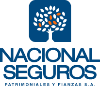 NACIONAL
SEGUROS
PATRIMONIALES Y FIANZAS S.A.